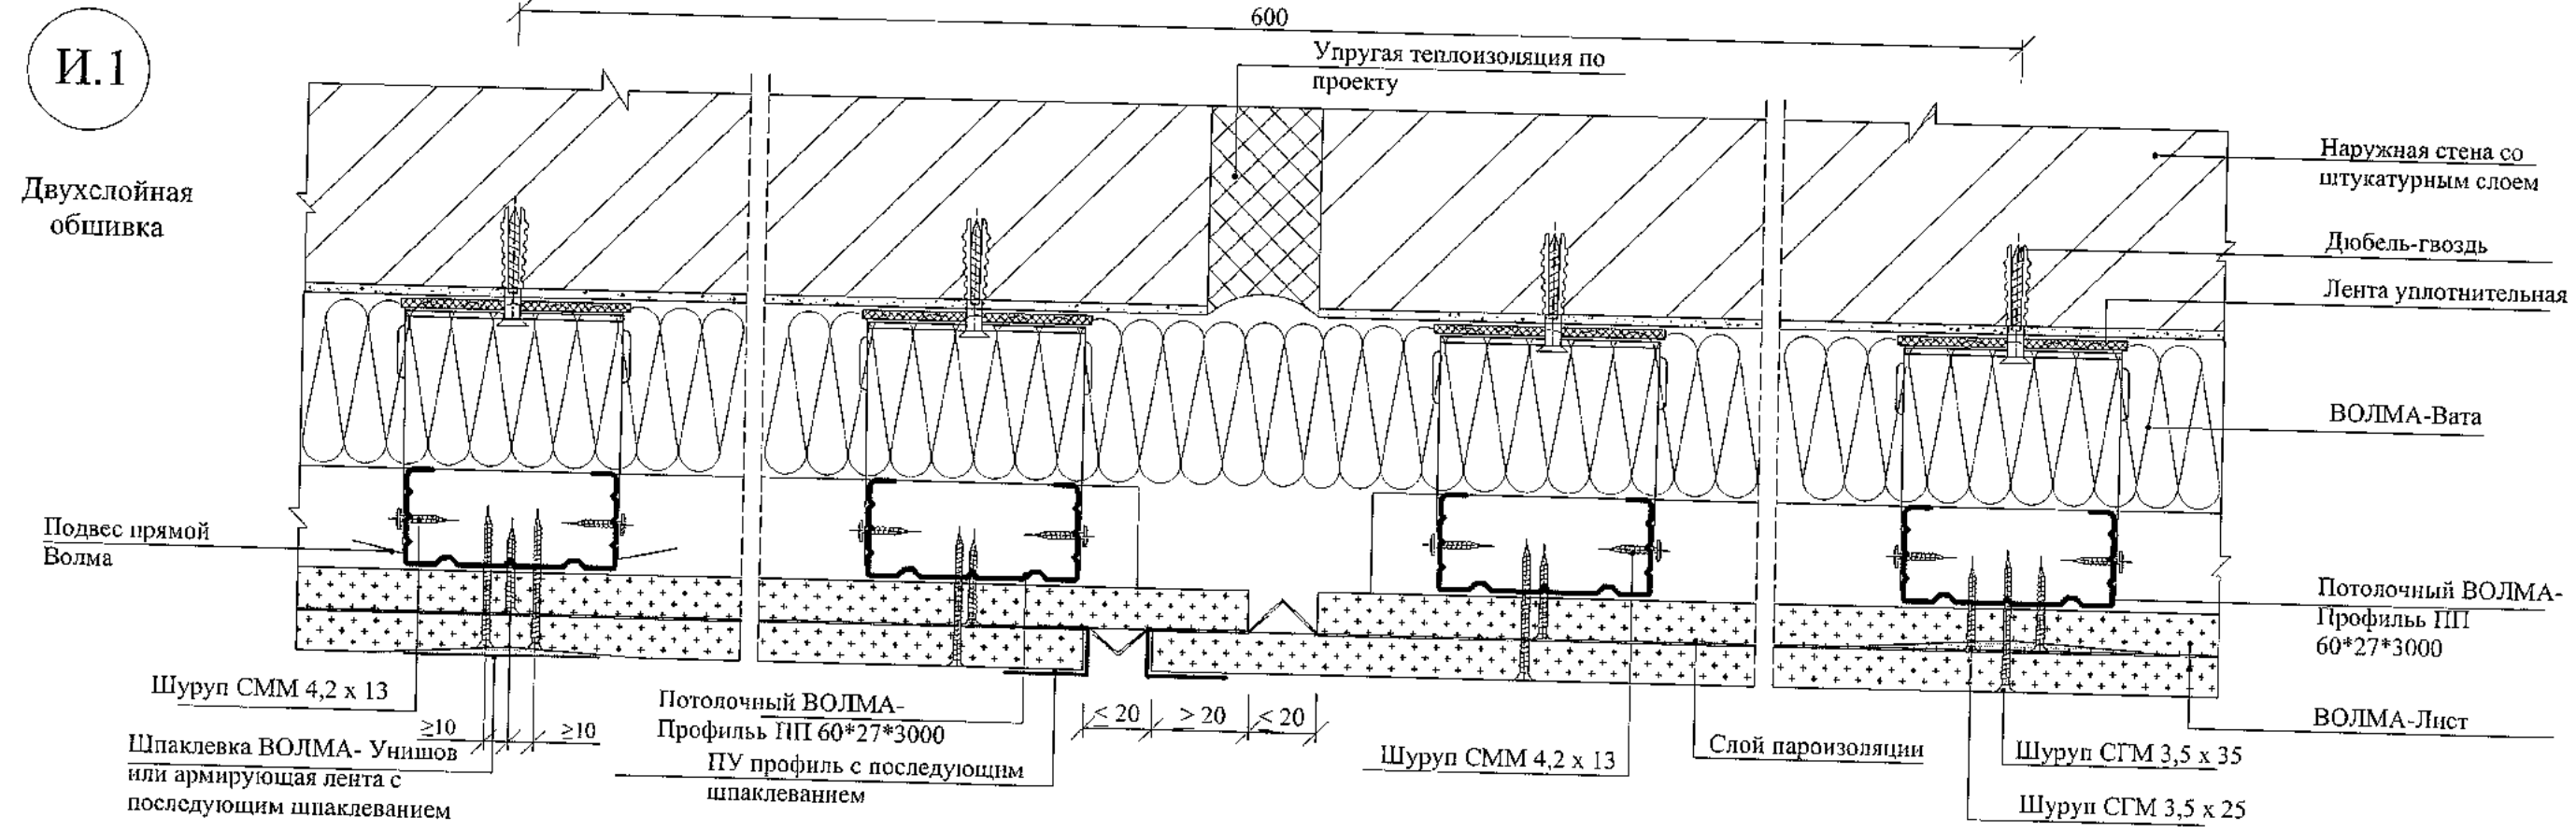 И.1
Двухслойная
обшивка
600
Упругая теплоизоляция по
проекту
Наружная стена со
штукатурным слоем
Дюбель-гвоздь
Лента уплотнительная
ВОЛМА-Вата
Подвес прямой
Волма
Потолочный ВОЛМА-
Профильь ПП
60*27*3000
ВОЛМА-Лист
Шуруп СММ 4,2 х 13
≥10
≥10
Шпаклевка ВОЛМА- Унишов
или армирующая лента с
последующим шпаклеванием
Потолочный ВОЛМА-
Профильь ПП 60*27*3000
ПУ профиль с последующим
шпаклеванием
≤ 20
> 20
< 20
Шуруп СММ 4,2 х 13
Слой пароизоляции
Шуруп СГМ 3,5 х 35
Шуруп СГМ 3,5 х 25